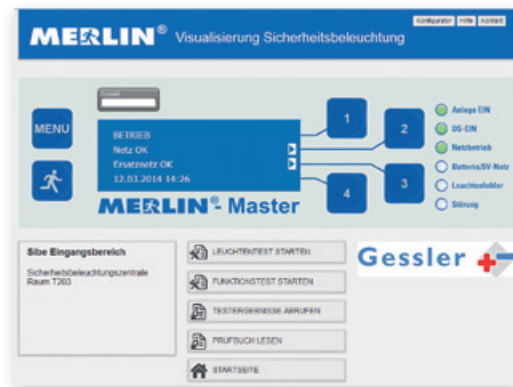 Konfigurator Hilfe Kontakt
MERLIN® Visualisierung Sicherheitsbeleuchtung
MENU
BETRIEB
Netz OK
Ersatznetz OK
12.03.2014 14:26
1
2
3
4
Anlage EIN
DS-EIN
Netzbetrieb
Batterie/SV-Netz
Leuchtenfehler
Störung
MERLIN®- Master
Sibe Eingangsbereich
Sicherheitsbeleuchtungszentrale
Raum T203
LEUCHTENTEST STARTEN
FUNKTIONSTEST STARTEN
TESTERGEBNISSE ABRUFEN
PRÜFBUCH LESEN
STARTSEITE
Gessler